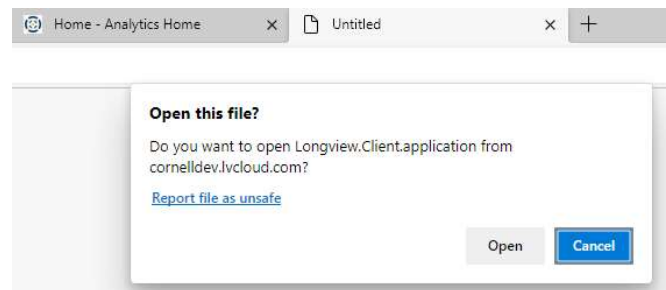 Home - Analytics Home
Untitled
Open this file?
Do you want to open Longview.Client.application from
cornelldev.lvcloud.com?
Report file as unsafe
Open
Cancel